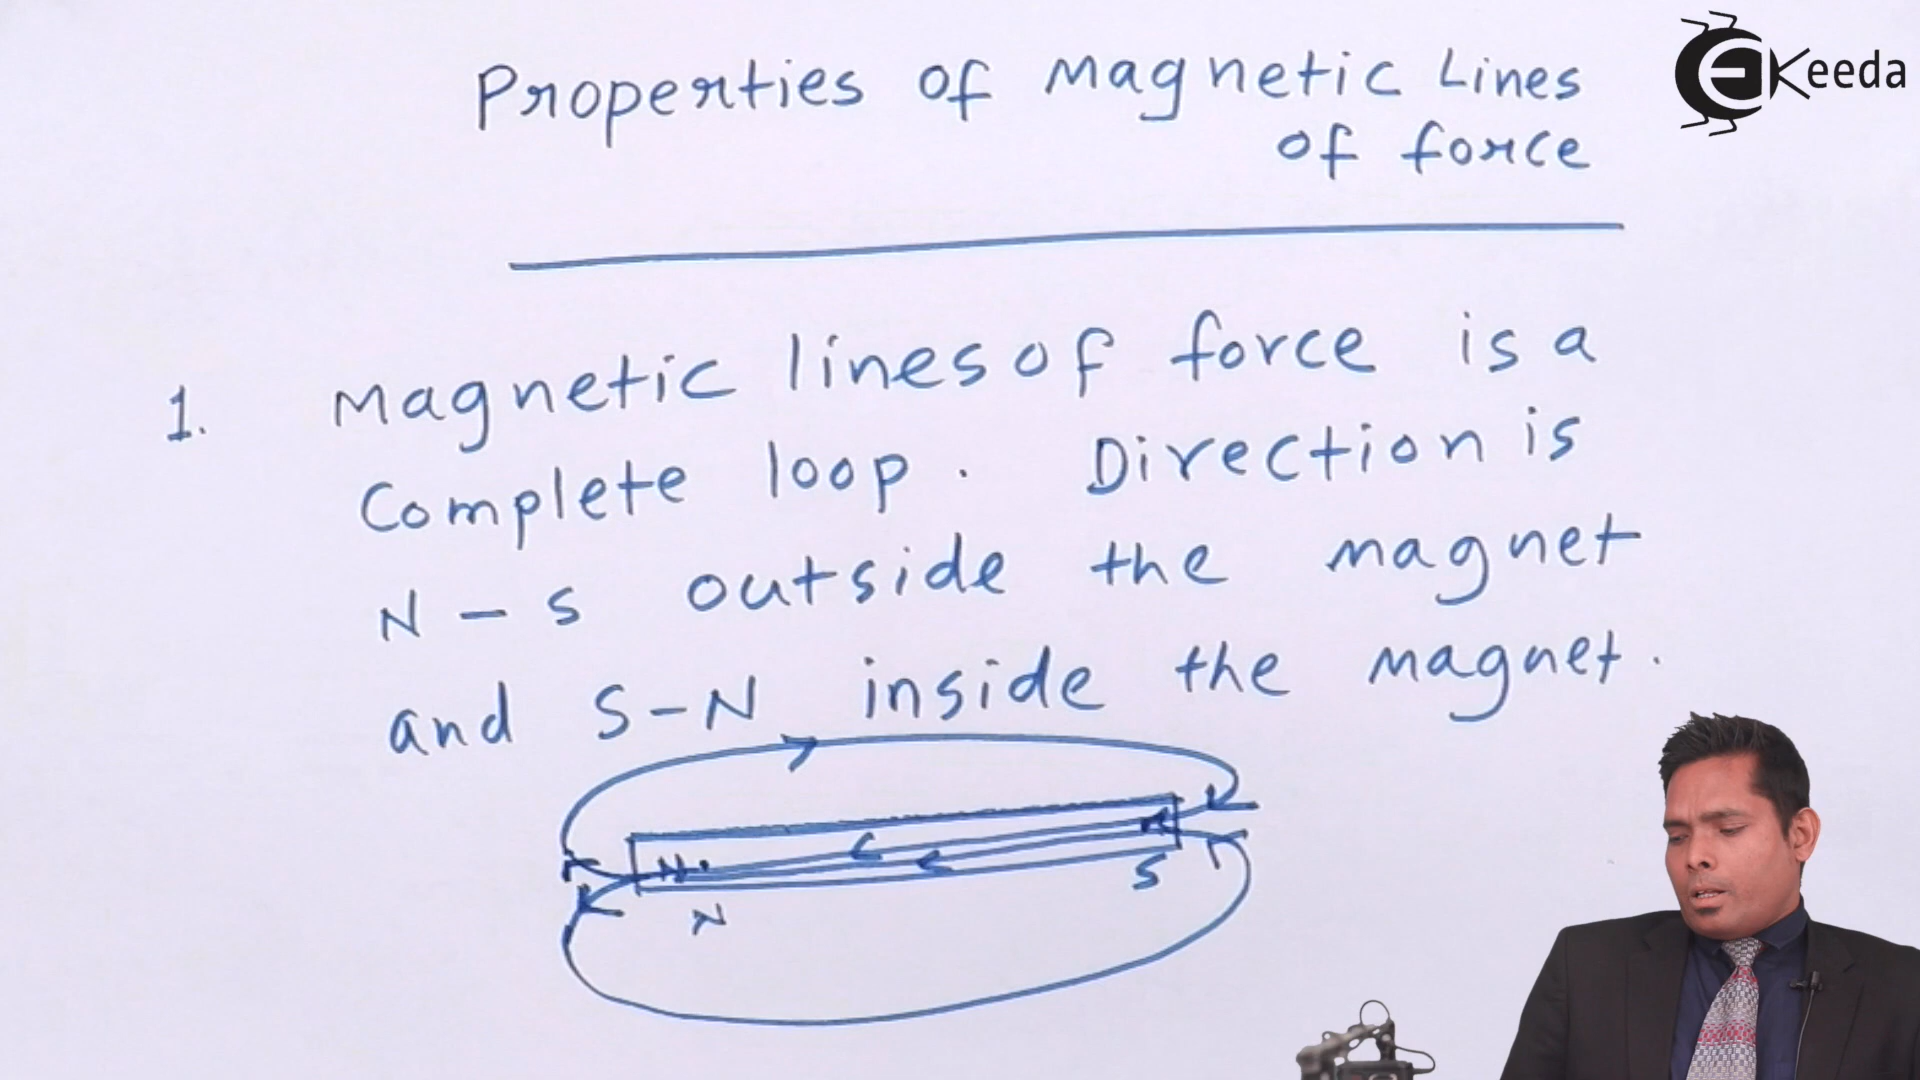 Properties of Magnetic Lines
of force
EKeeda
1. Magnetic lines of force is a
Complete loop. Direction is
N - S outside the magnet
and S-N inside the magnet.
S
N